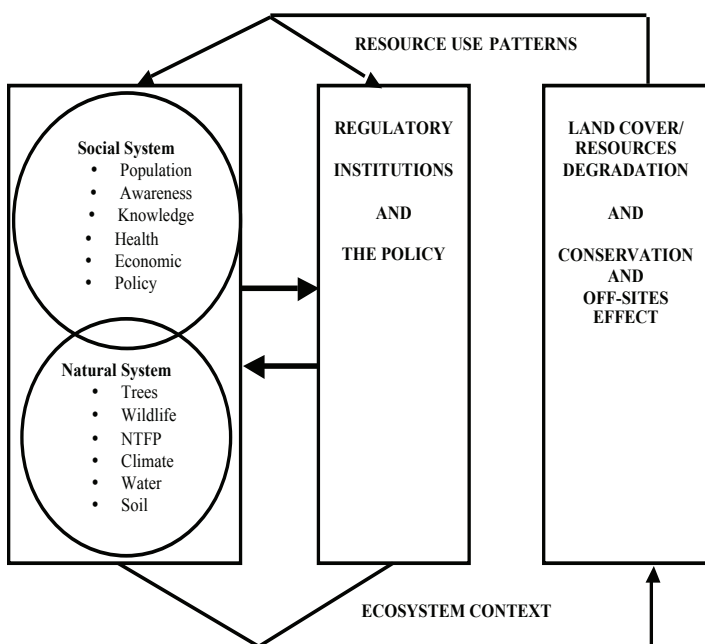 RESOURCE USE PATTERNS
Social System
• Population
• Awareness
• Knowledge
• Health
• Economic
• Policy
Natural System
• Trees
• Wildlife
• NTFP
• Climate
• Water
• Soil
REGULATORY
INSTITUTIONS
AND
THE POLICY
LAND COVER/
RESOURCES
DEGRADATION
AND
CONSERVATION
AND
OFF-SITES
EFFECT
ECOSYSTEM CONTEXT